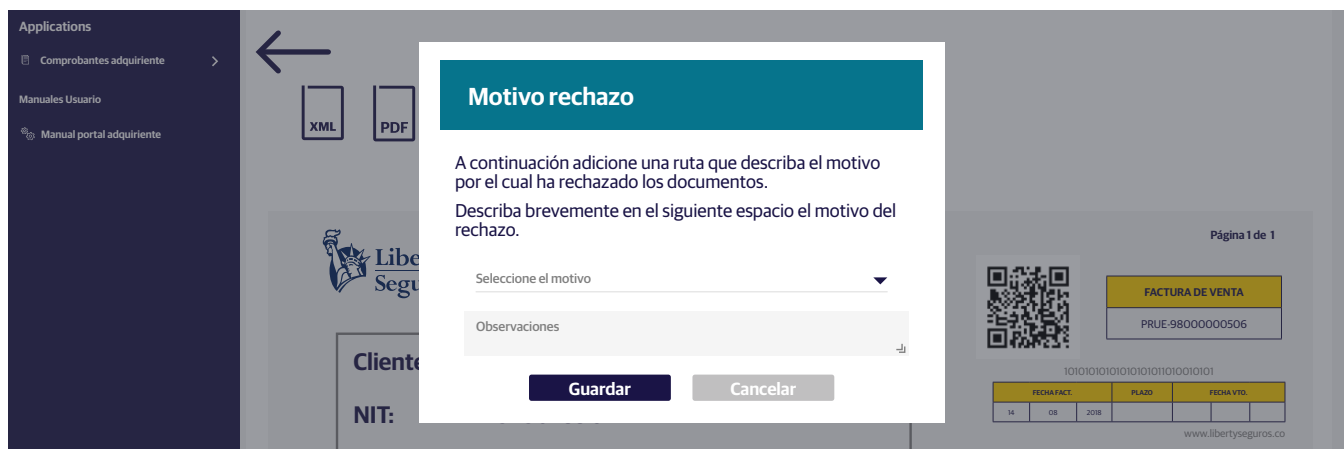 Applications
Comprobantes adquiriente
Manuales Usuario
Manual portal adquiriente
XML
PDF
Motivo rechazo
A continuación adicione una ruta que describa el motivo
por el cual ha rechazado los documentos.
Describa brevemente en el siguiente espacio el motivo del
rechazo.
Seleccione el motivo
Observaciones
Guardar
Cancelar
Página 1 de 1
FACTURA DE VENTA
PRUE-98000000506
FECHA FACT. PLAZO FECHA VTO.
14 08 2018
www.libertyseguros.co
NIT: